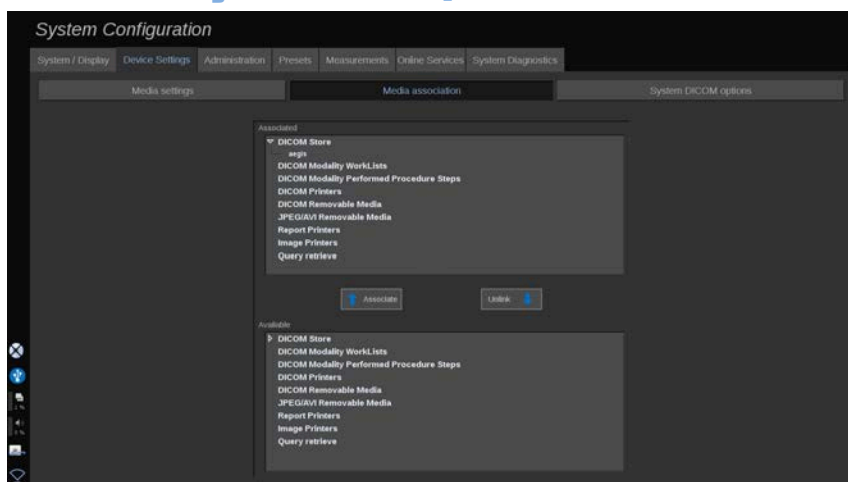 System Configuration
System / Display Device Settings Administration Presets Measurements Online Services System Diagnostics
Media settings Media association System DICOM options
Associated
DICOM Store
aegis
DICOM Modality WorkLists
DICOM Modality Performed Procedure Steps
DICOM Printers
DICOM Removable Media
JPEG/AVI Removable Media
Report Printers
Image Printers
Query retrieve
Associate Unlink
Available
DICOM Store
DICOM Modality WorkLists
DICOM Modality Performed Procedure Steps
DICOM Printers
DICOM Removable Media
JPEG/AVI Removable Media
Report Printers
Image Printers
Query retrieve